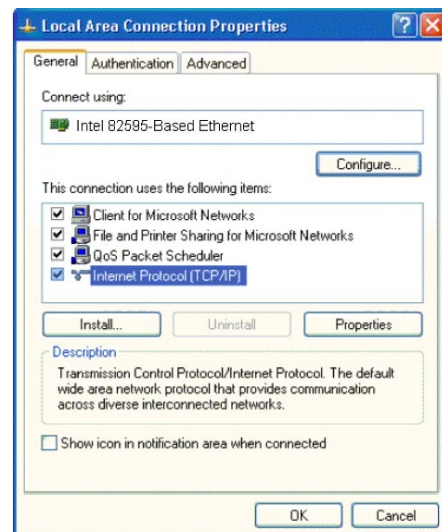 Local Area Connection Properties
General Authentication Advanced
Connect using:
Intel 82595-Based Ethernet
Configure...
This connection uses the following items:
Client for Microsoft Networks
File and Printer Sharing for Microsoft Networks
QoS Packet Scheduler
Internet Protocol (TCP/IP)
Install... Uninstall Properties
Description
Transmission Control Protocol/Internet Protocol. The default
wide area network protocol that provides communication
across diverse interconnected networks.
Show icon in notification area when connected
OK Cancel